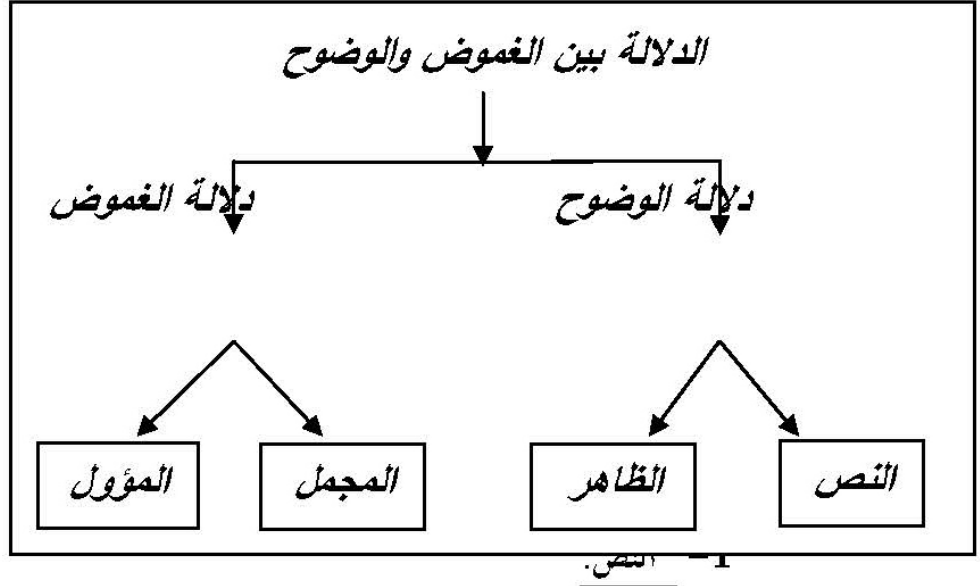 الدلالة بين الغموض والوضوح
دلالة الوضوح
دلالة الغموض
النص
الظاهر
المجمل
المؤول
1- النص.